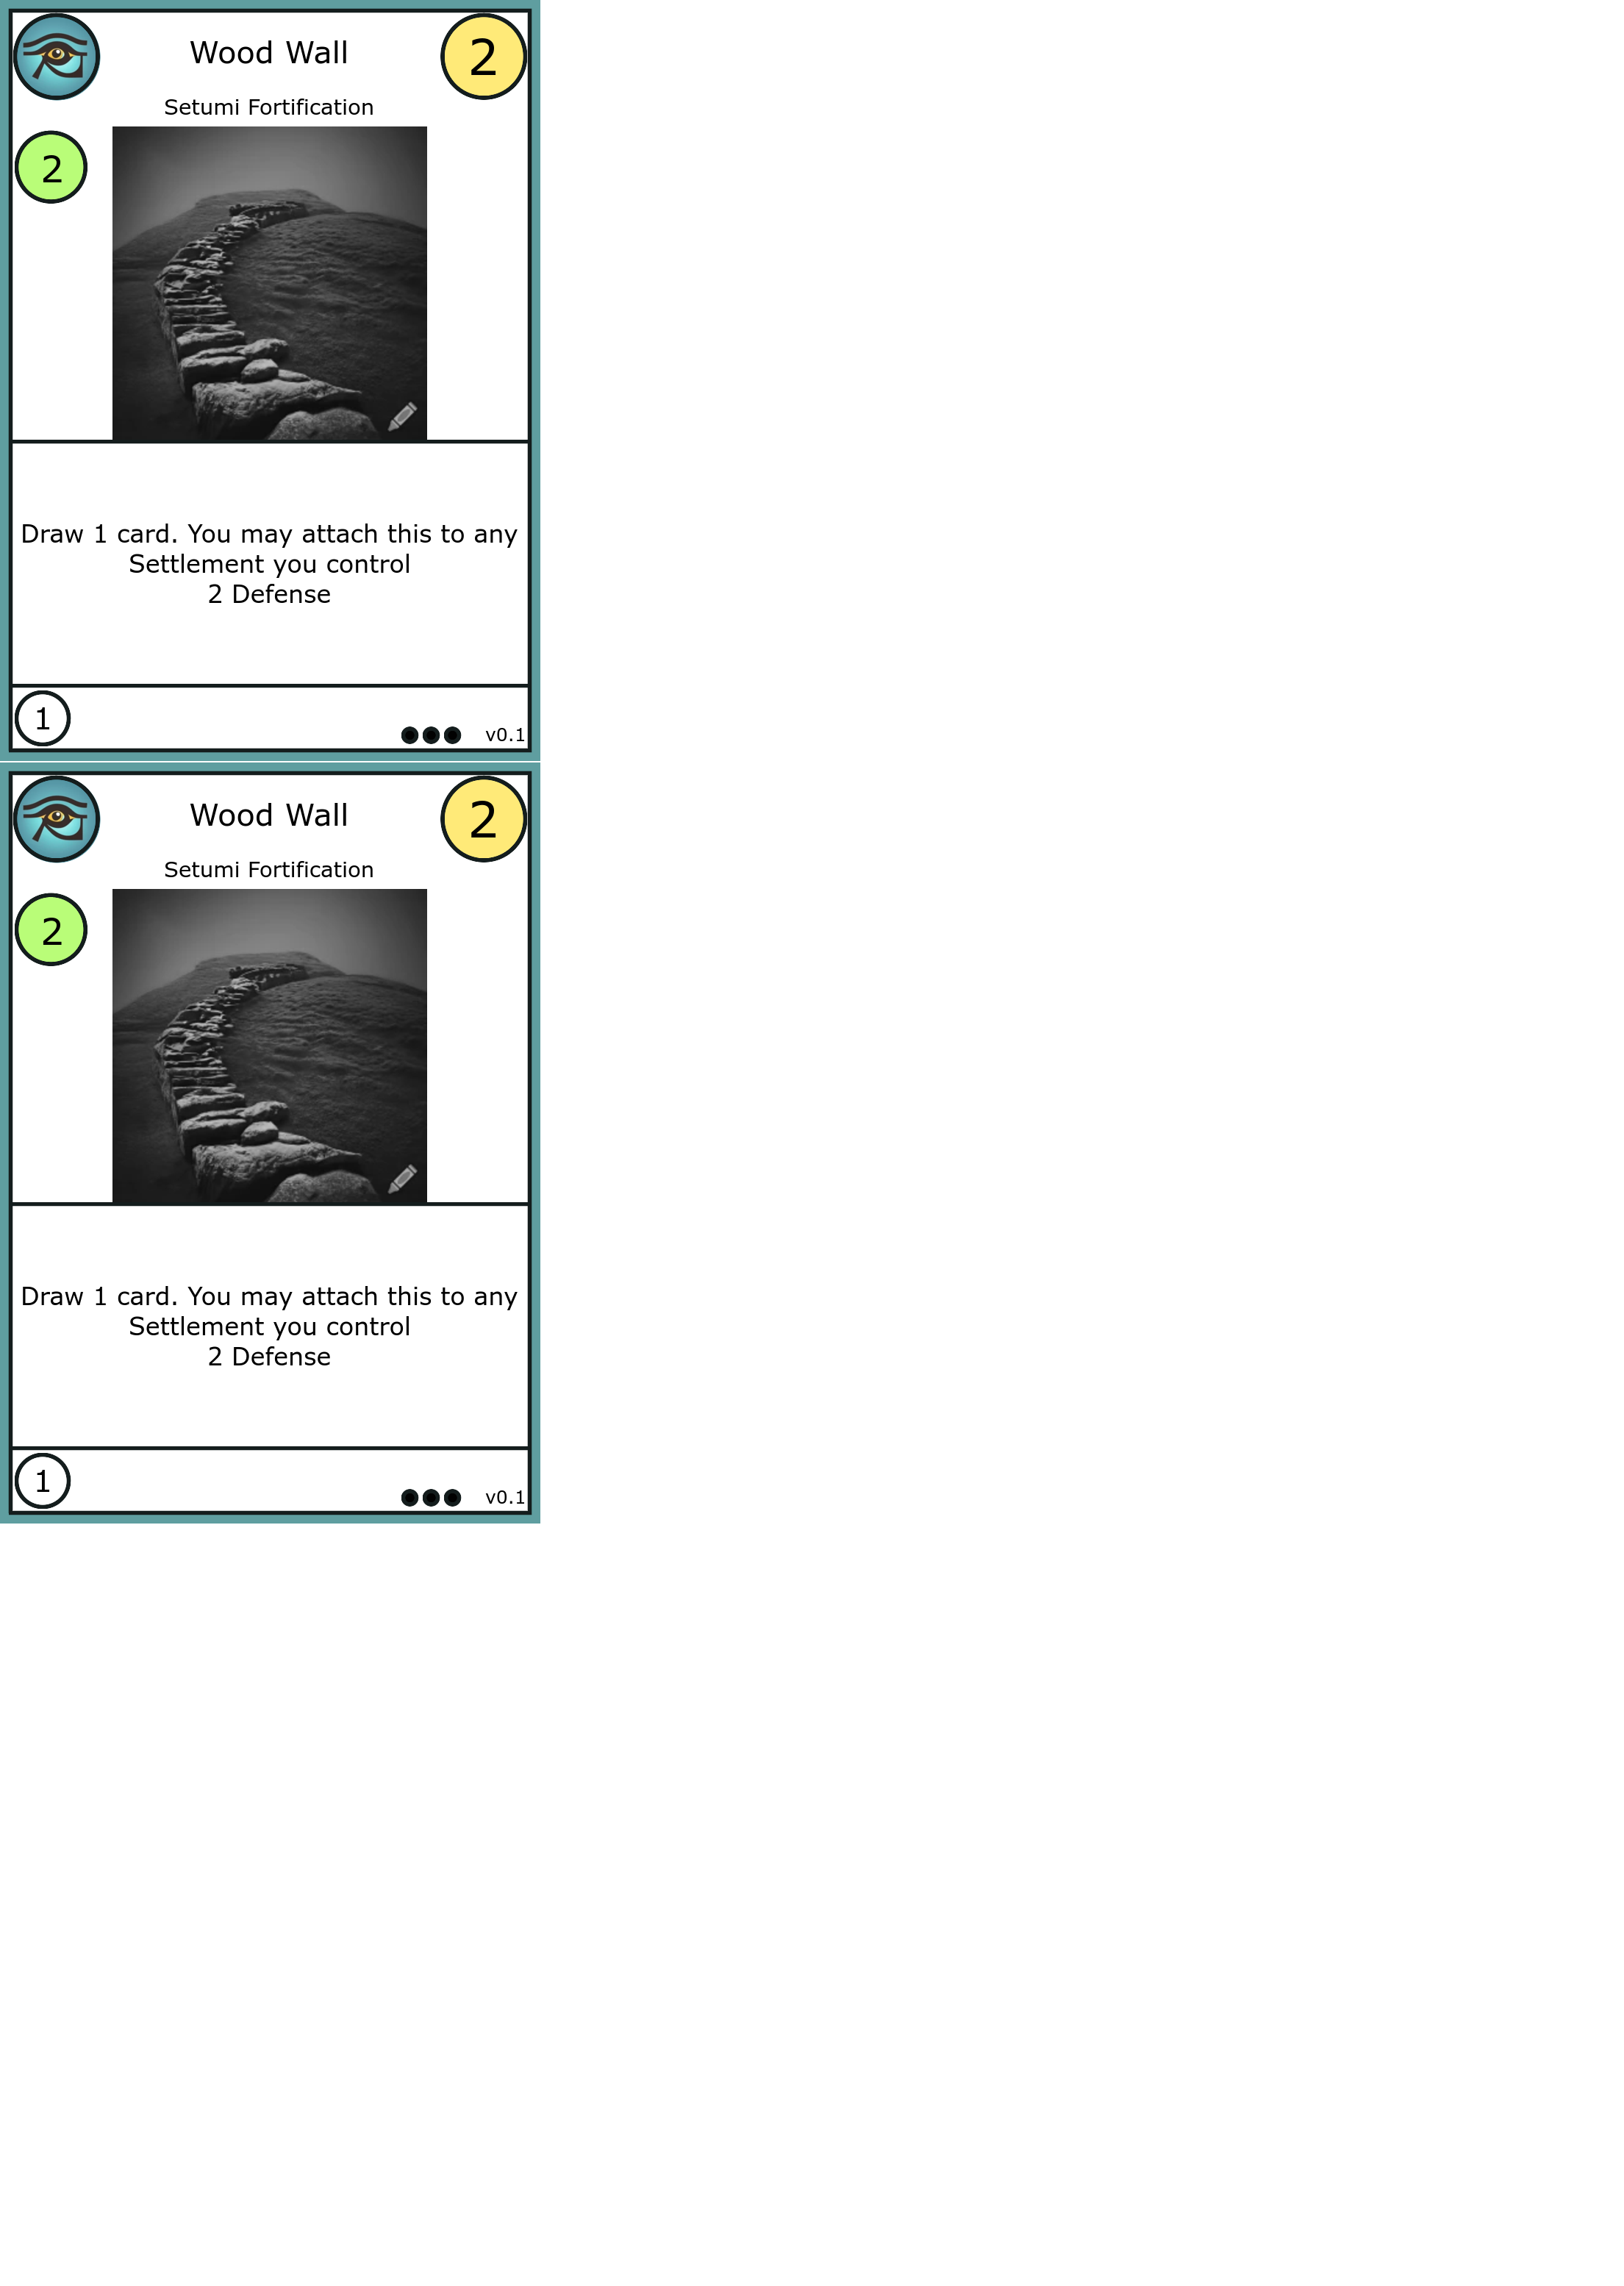 Wood Wall
2
Setumi Fortification
2
Draw 1 card. You may attach this to any
Settlement you control
2 Defense
1
v0.1
Wood Wall
2
Setumi Fortification
2
Draw 1 card. You may attach this to any
Settlement you control
2 Defense
1
v0.1